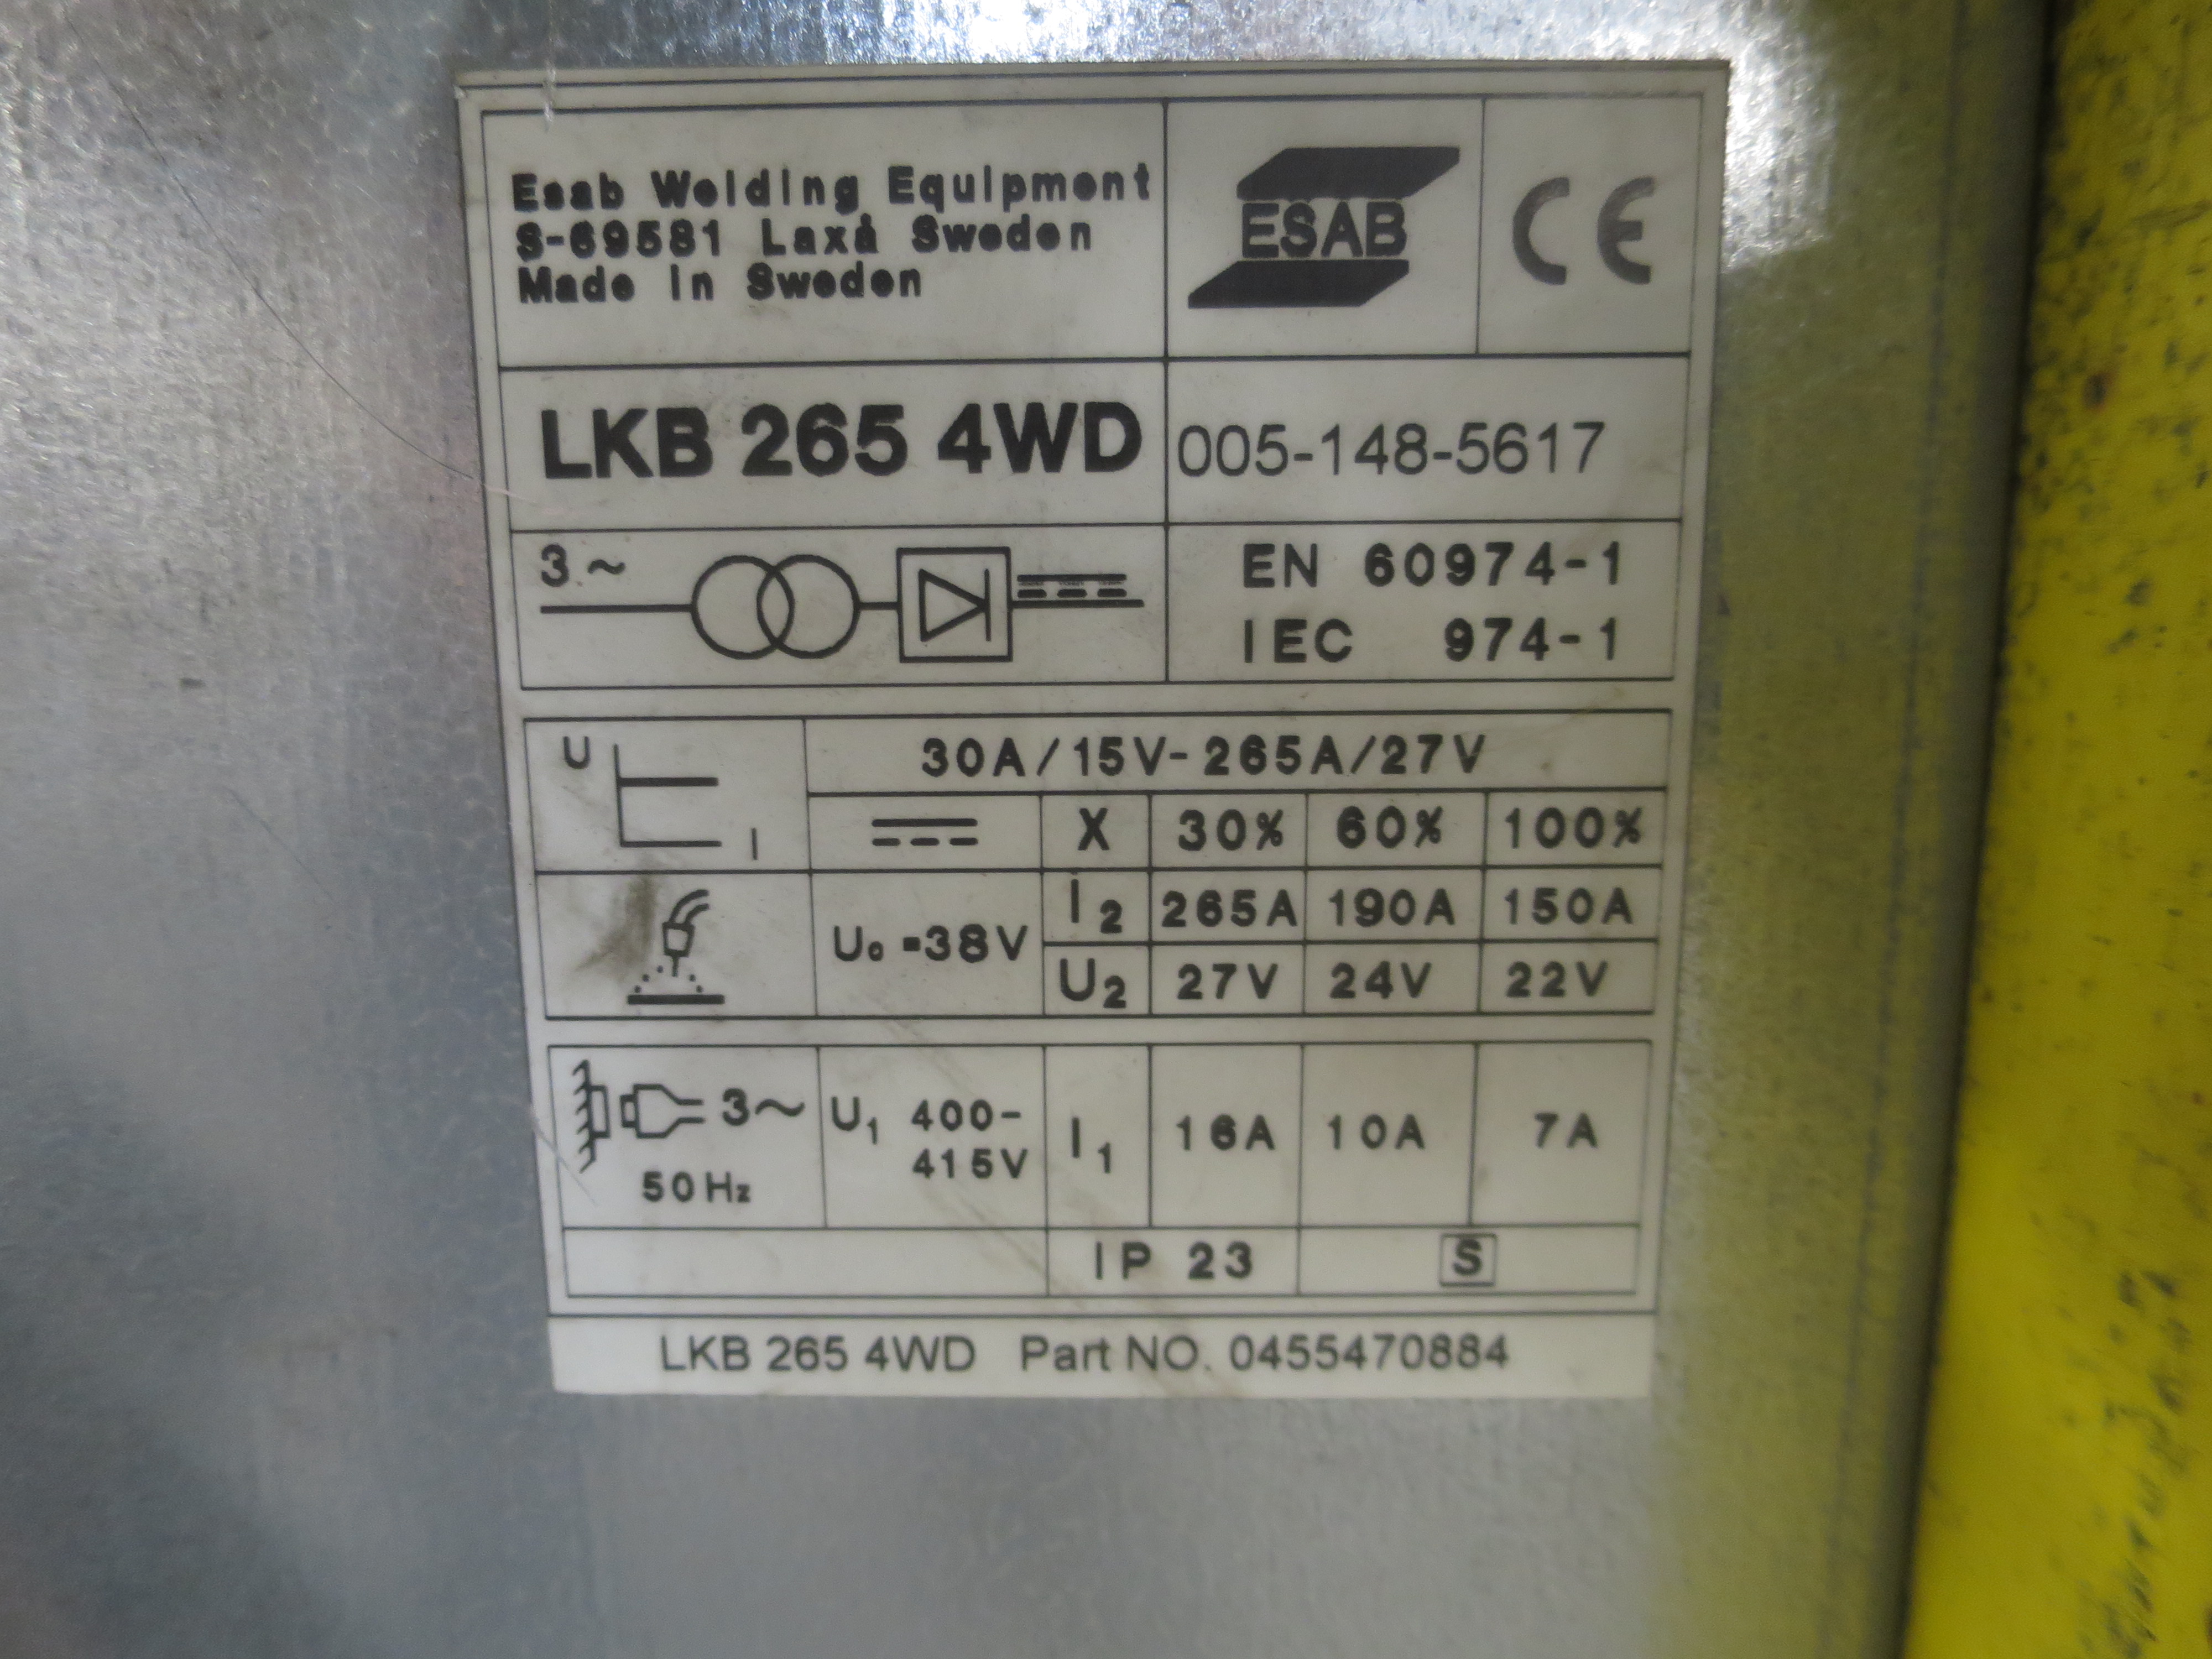 Esab Welding Equipment
S-69581 Laxå Sweden
Made in Sweden
ESAB
CE
LKB 265 4WD
005-148-5617
3~
EN 60974-1
IEC 974-1
U
I
30A/15V-265A/27V
X 30% 60% 100%
U₀=38V
I₂ 265A 190A 150A
U₂ 27V 24V 22V
3~
50Hz
U₁ 400-
415V
I₁ 16A 10A 7A
IP 23
S
LKB 265 4WD Part NO. 0455470884